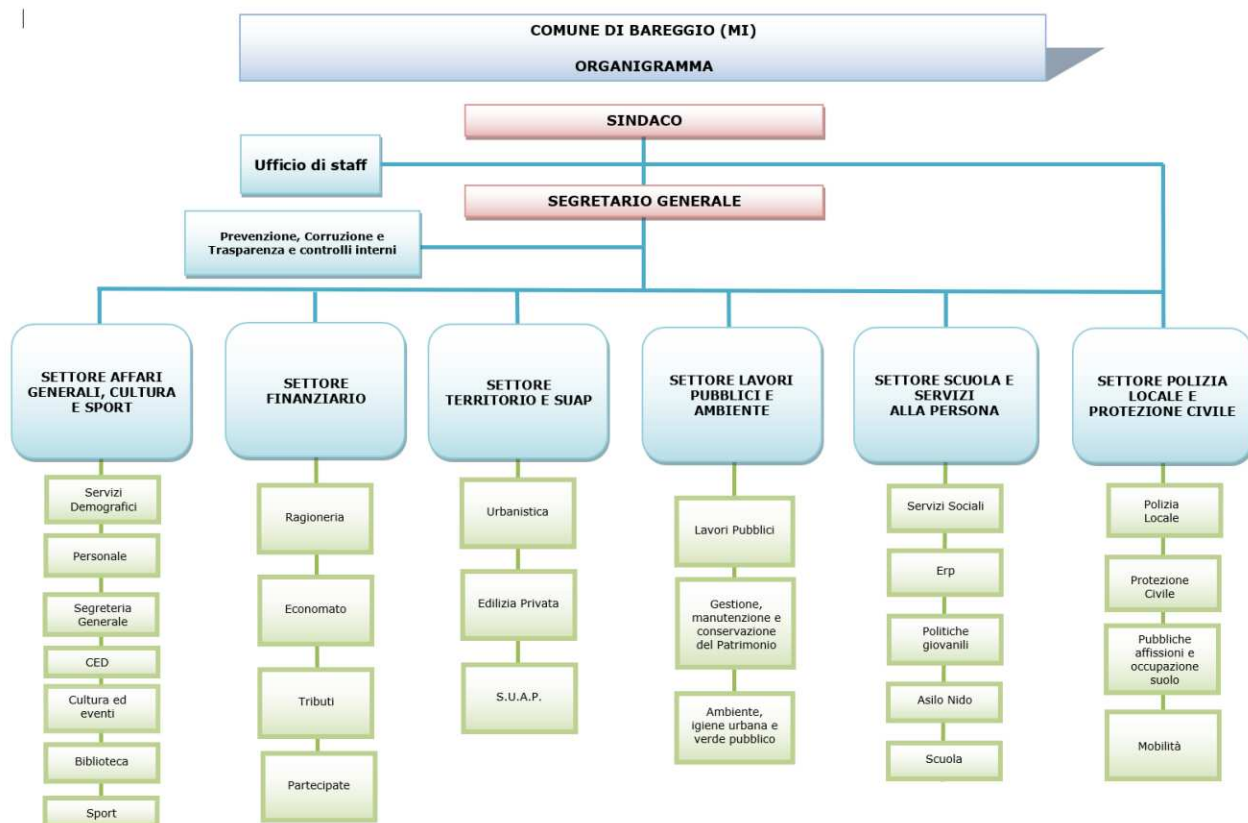 COMUNE DI BAREGGIO (MI)
ORGANIGRAMMA
SINDACO
Ufficio di staff
SEGRETARIO GENERALE
Prevenzione, Corruzione e
Trasparenza e controlli interni
SETTORE AFFARI
GENERALI, CULTURA
E SPORT
Servizi
Demografici
Personale
Segreteria
Generale
CED
Cultura ed
eventi
Biblioteca
Sport
SETTORE
FINANZIARIO
Ragioneria
Economato
Tributi
Partecipate
SETTORE
TERRITORIO E SUAP
Urbanistica
Edilizia Privata
S.U.A.P.
SETTORE LAVORI
PUBBLICI E
AMBIENTE
Lavori Pubblici
Gestione,
manutenzione e
conservazione
del Patrimonio
Ambiente,
igiene urbana e
verde pubblico
SETTORE SCUOLA E
SERVIZI
ALLA PERSONA
Servizi Sociali
Erp
Politiche
giovanili
Asilo Nido
Scuola
SETTORE POLIZIA
LOCALE E
PROTEZIONE CIVILE
Polizia
Locale
Protezione
Civile
Pubbliche
affissioni e
occupazione
suolo
Mobilità